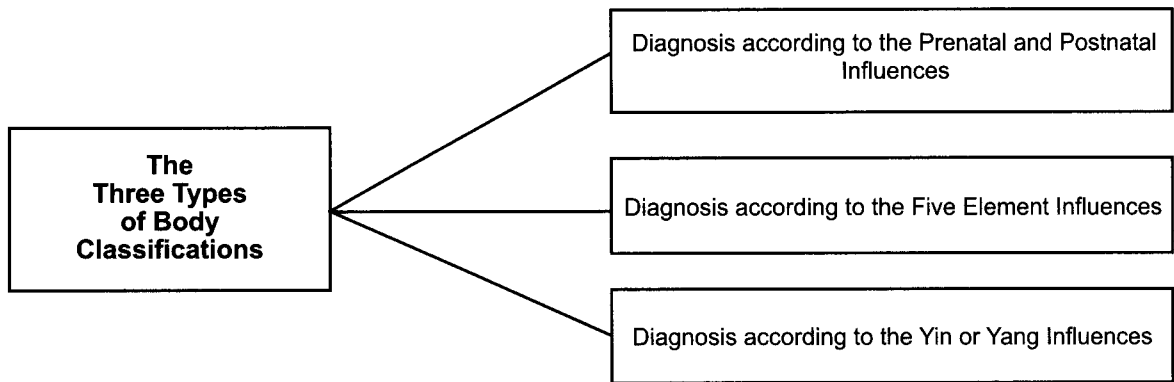 The
Three Types
of Body
Classifications
Diagnosis according to the Prenatal and Postnatal
Influences
Diagnosis according to the Five Element Influences
Diagnosis according to the Yin or Yang Influences